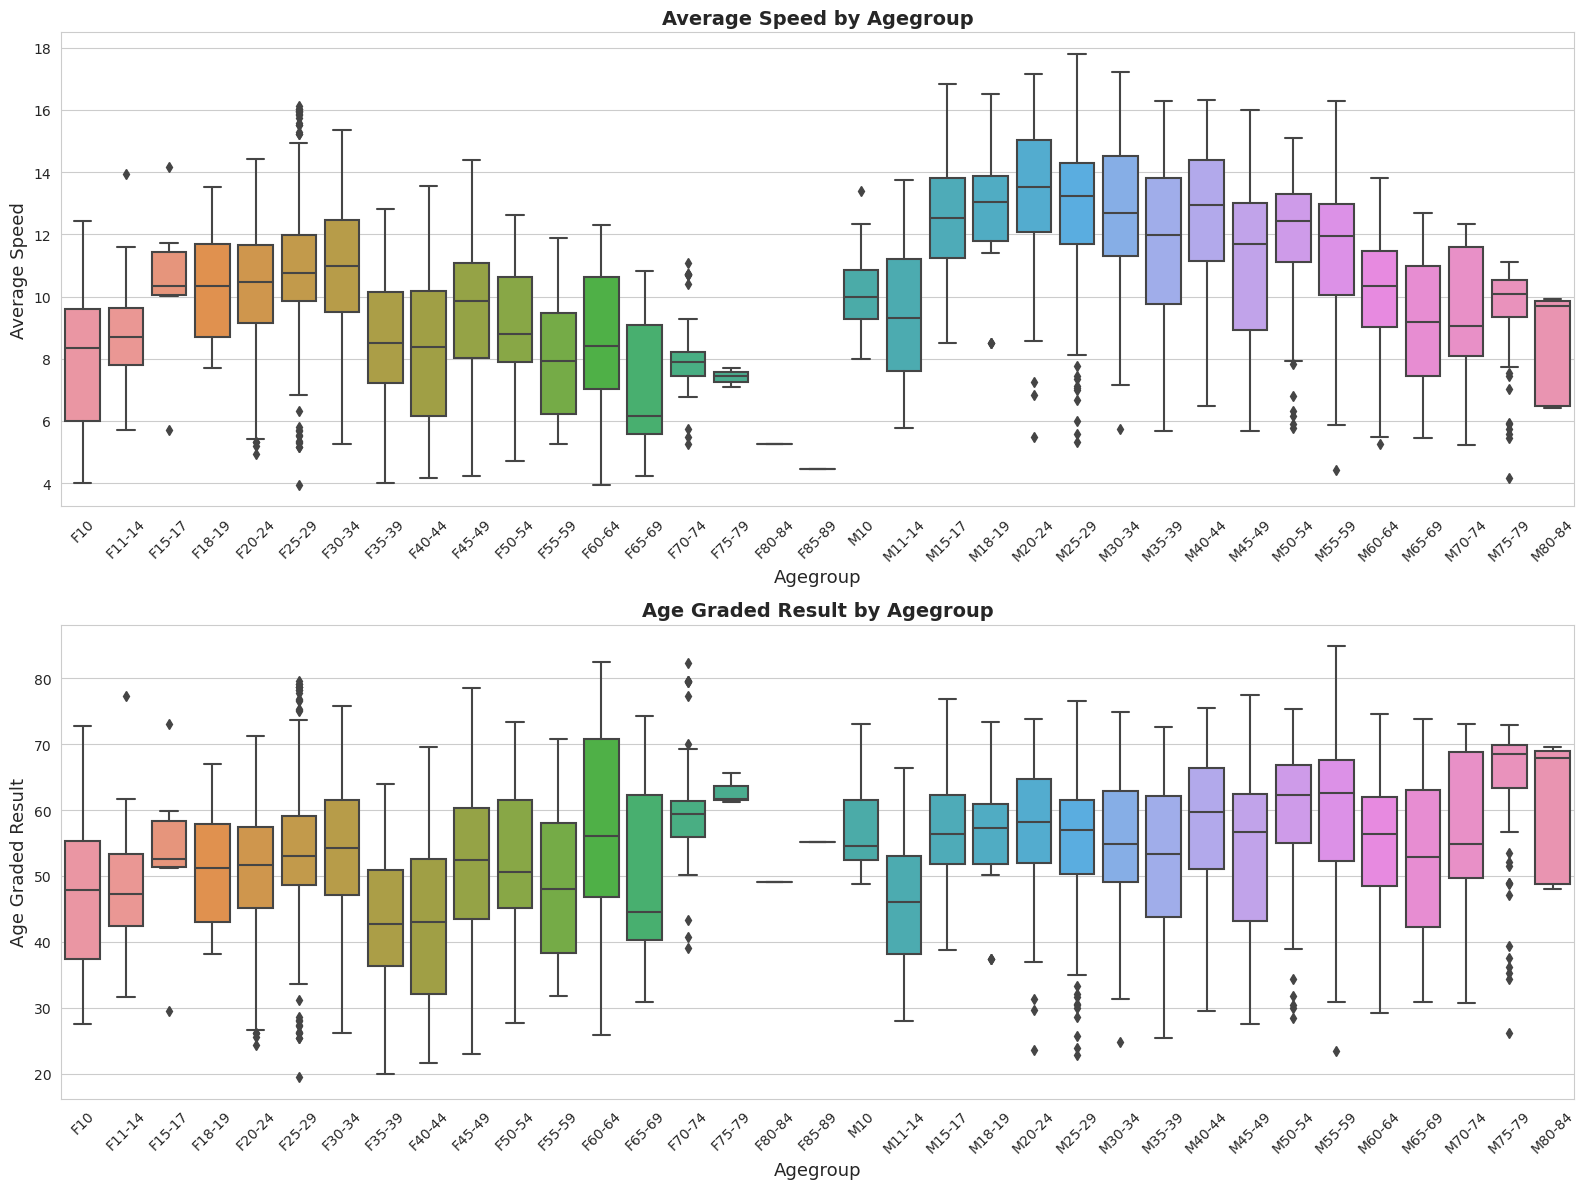 Average Speed by Agegroup
18
16
14
12
10
8
6
4
Average Speed
F10 F11-14 F15-17 F18-19 F20-24 F25-29 F30-34 F35-39 F40-44 F45-49 F50-54 F55-59 F60-64 F65-69 F70-74 F75-79 F80-84 F85-89 M10 M11-14 M15-17 M18-19 M20-24 M25-29 M30-34 M35-39 M40-44 M45-49 M50-54 M55-59 M60-64 M65-69 M70-74 M75-79 M80-84
Agegroup
Age Graded Result by Agegroup
80
70
60
50
40
30
20
Age Graded Result
F10 F11-14 F15-17 F18-19 F20-24 F25-29 F30-34 F35-39 F40-44 F45-49 F50-54 F55-59 F60-64 F65-69 F70-74 F75-79 F80-84 F85-89 M10 M11-14 M15-17 M18-19 M20-24 M25-29 M30-34 M35-39 M40-44 M45-49 M50-54 M55-59 M60-64 M65-69 M70-74 M75-79 M80-84
Agegroup